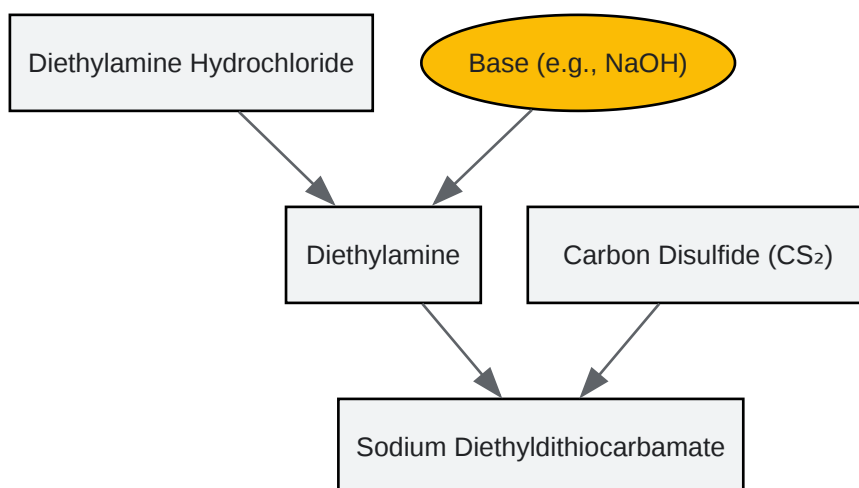 Diethylamine Hydrochloride
Base (e.g., NaOH)
Diethylamine
Carbon Disulfide (CS₂)
Sodium Diethyldithiocarbamate